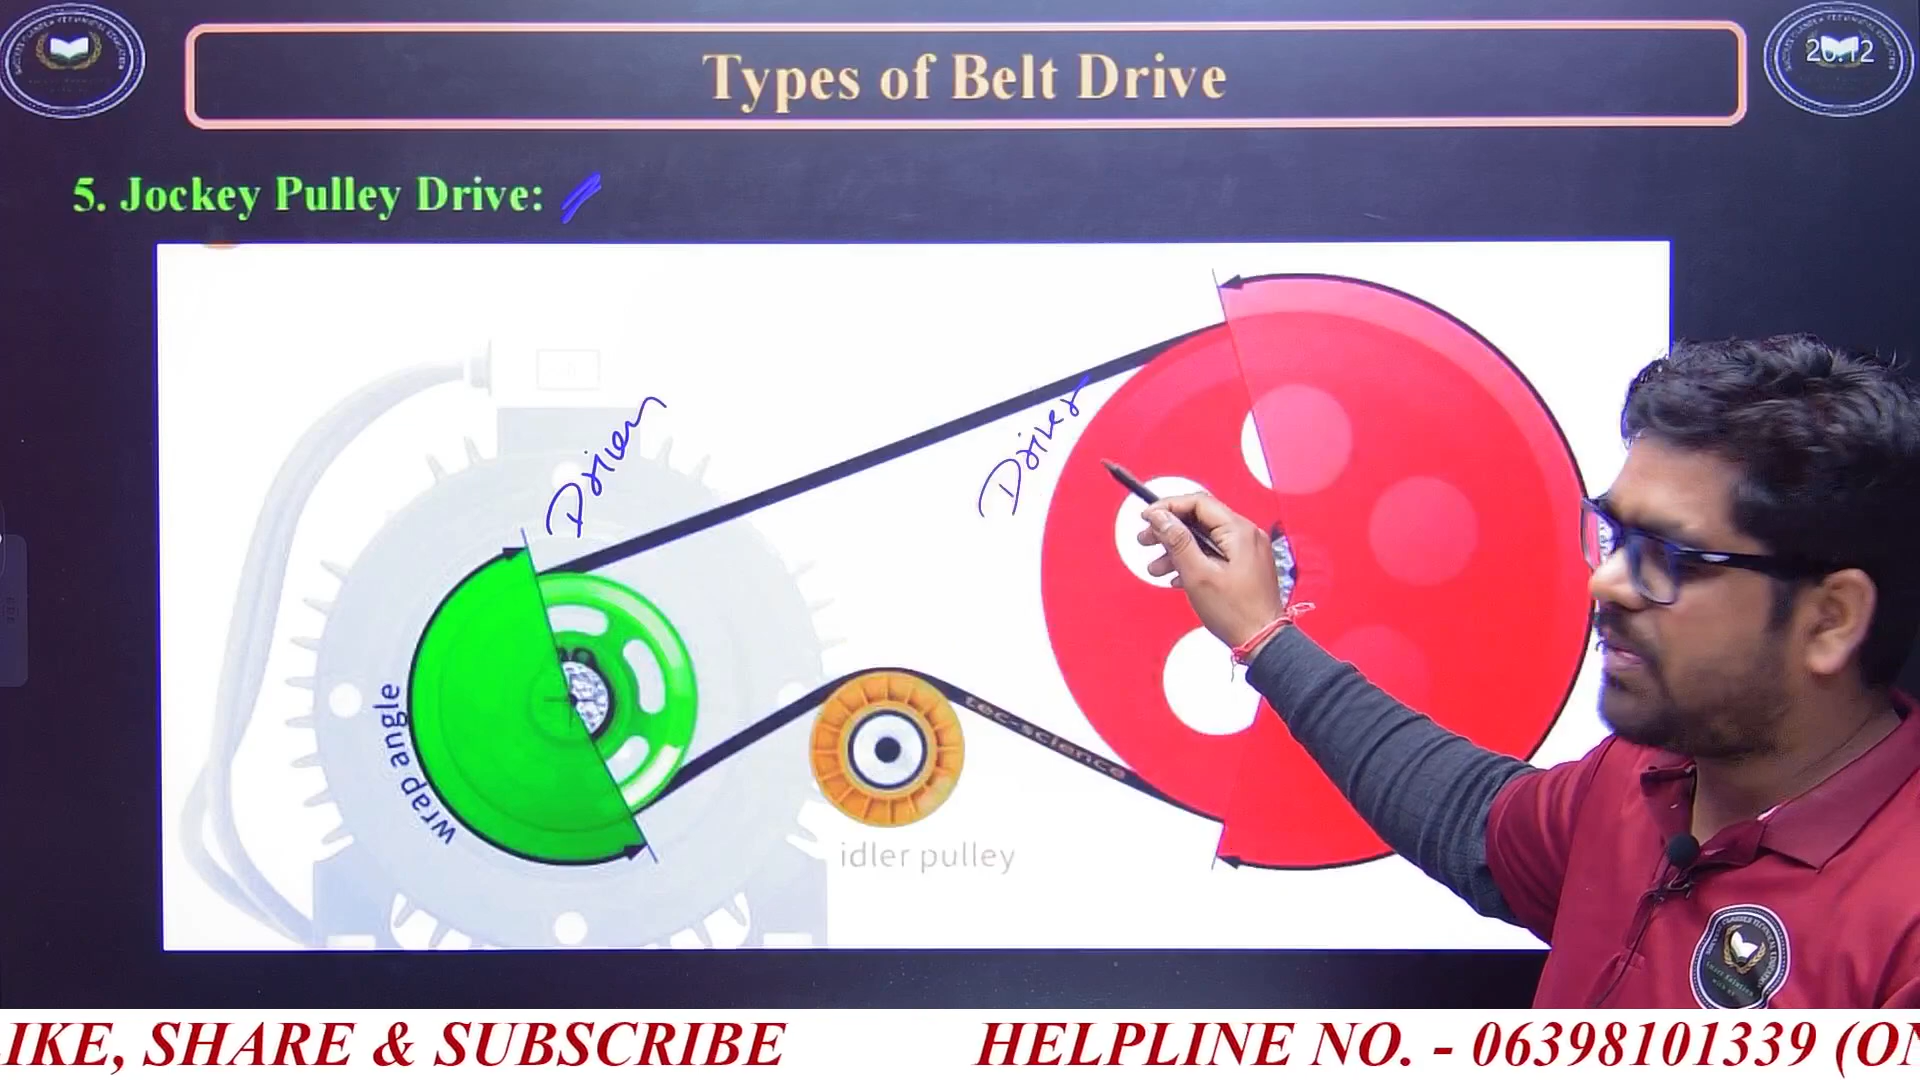 Types of Belt Drive
20:12
5. Jockey Pulley Drive:
Driven
Driver
wrap angle
tec-science
idler pulley
LIKE, SHARE & SUBSCRIBE HELPLINE NO. - 06398101339 (ON